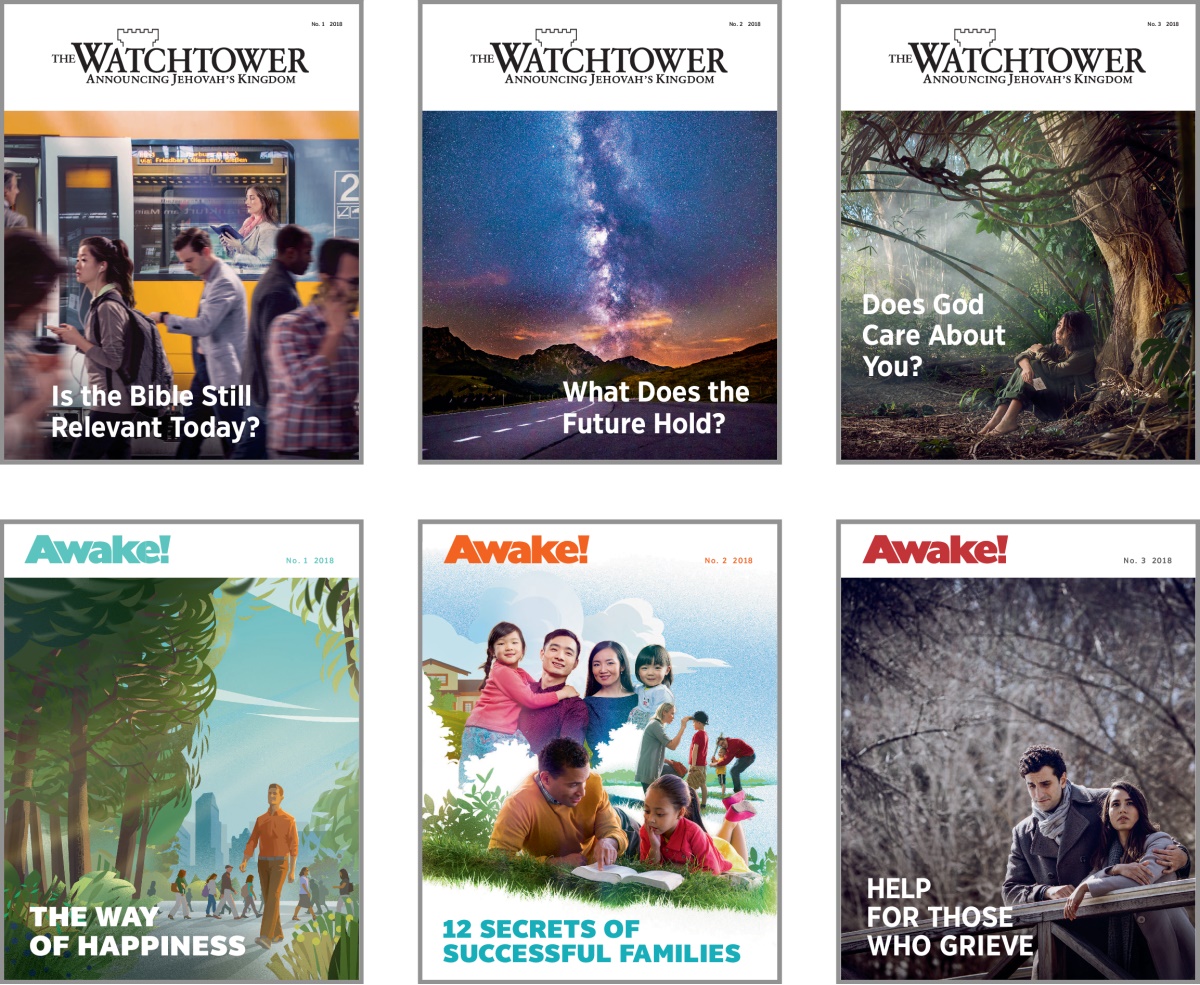 No. 1 2018
THE WATCHTOWER
ANNOUNCING JEHOVAH'S KINGDOM
2
Is the Bible Still
Relevant Today?
No. 2 2018
THE WATCHTOWER
ANNOUNCING JEHOVAH'S KINGDOM
What Does the
Future Hold?
No. 3 2018
THE WATCHTOWER
ANNOUNCING JEHOVAH'S KINGDOM
Does God
Care About
You?
Awake!
No. 1 2018
THE WAY
OF HAPPINESS
Awake!
No. 2 2018
12 SECRETS OF
SUCCESSFUL FAMILIES
Awake!
No. 3 2018
HELP
FOR THOSE
WHO GRIEVE